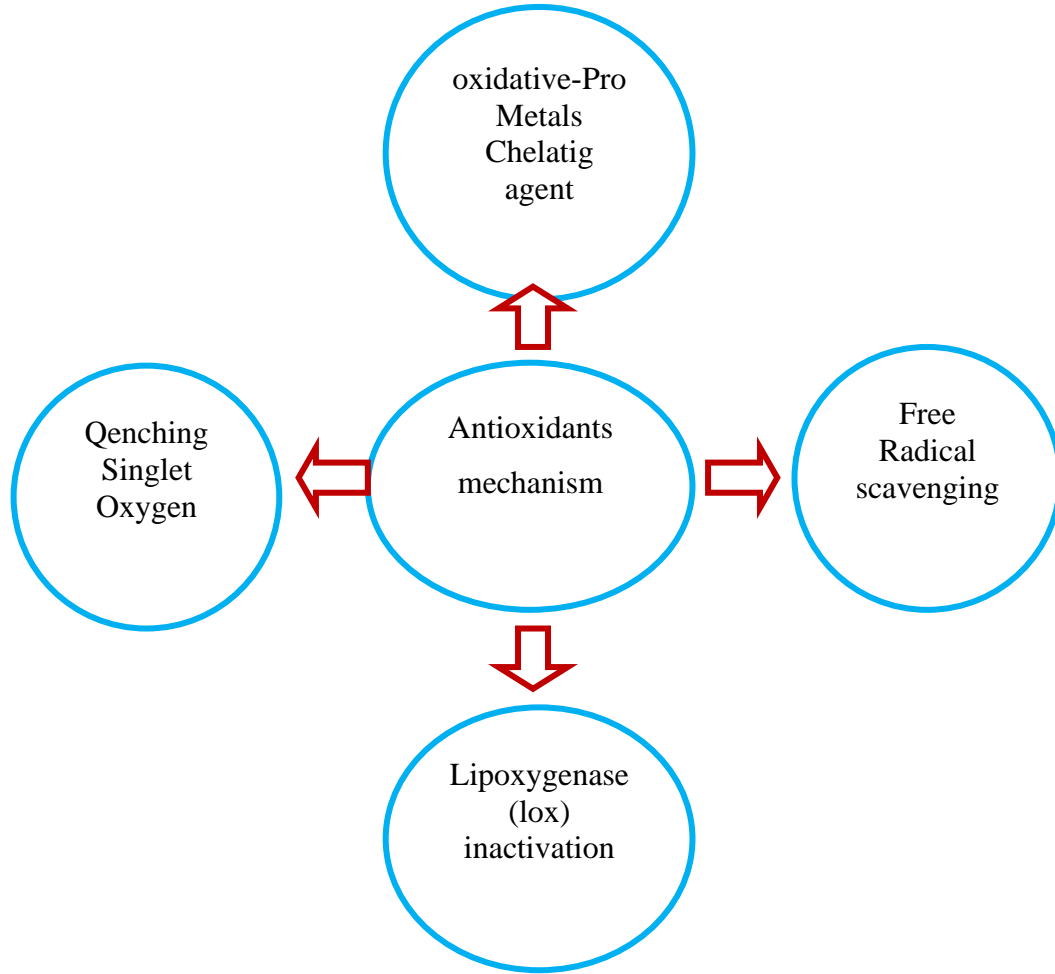 oxidative-Pro
Metals
Chelatig
agent
Qenching
Singlet
Oxygen
Antioxidants
mechanism
Free
Radical
scavenging
Lipoxygenase
(lox)
inactivation